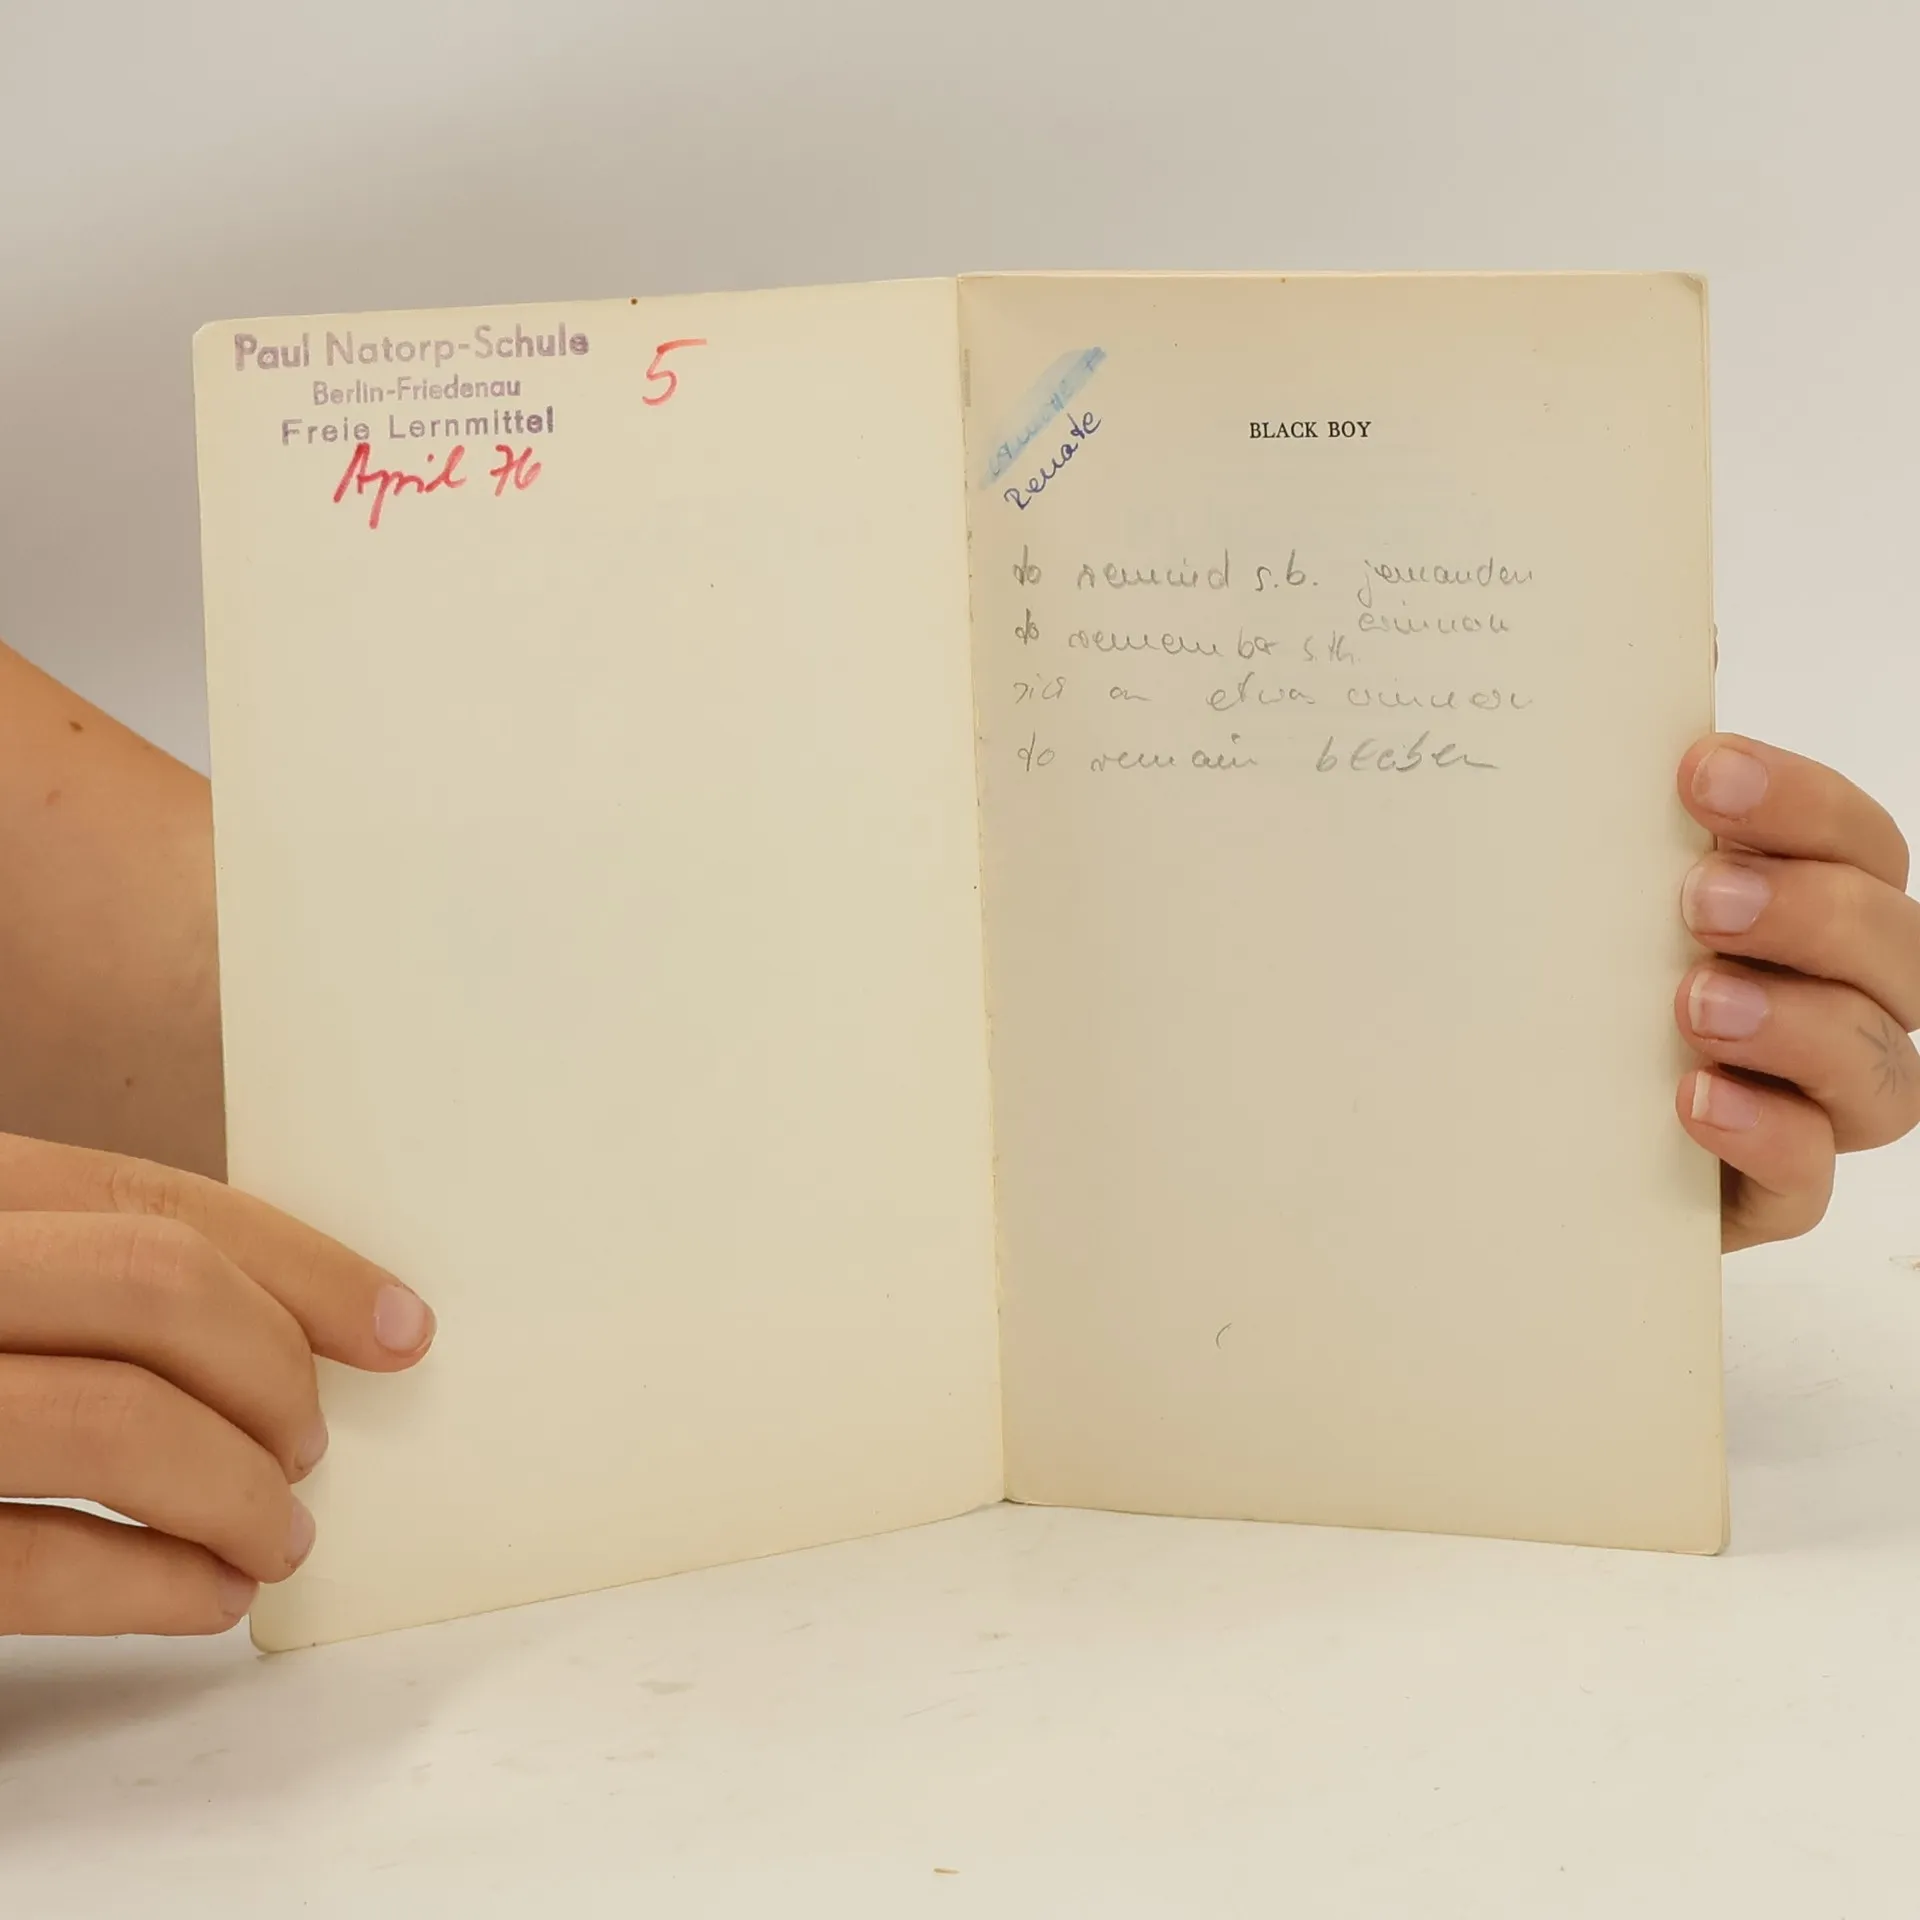 Paul Natorp-Schule
Berlin-Friedenau
Freie Lernmittel
April 76
5
Renate
BLACK BOY
to remind s.b. jemanden
erinnern
to remember s.th.
sich an etwas erinnern
to remain bleiben